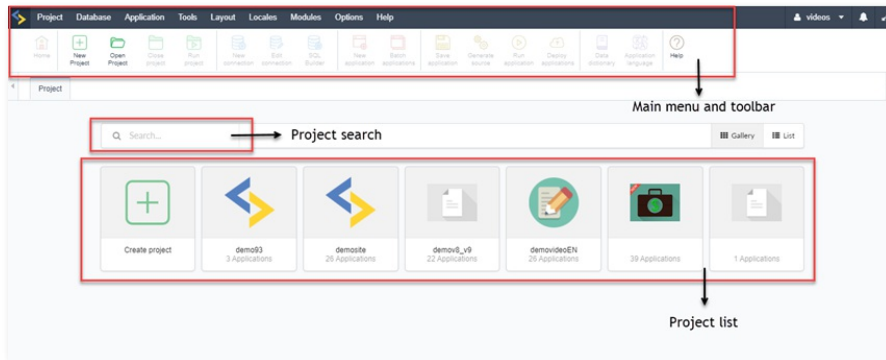 Project Database Application Tools Layout Locales Modules Options Help videos
Home New Project Open Project Close project Run project New connection Edit connection SQL Builder New application Batch applications Save application Generate source Run application Deploy applications Data dictionary Application language Help
Project
Main menu and toolbar
Search... Project search Gallery List
Create project demo93 demosite demov8_v9 demovideoEN
3 Applications 26 Applications 22 Applications 26 Applications 39 Applications 1 Applications
Project list